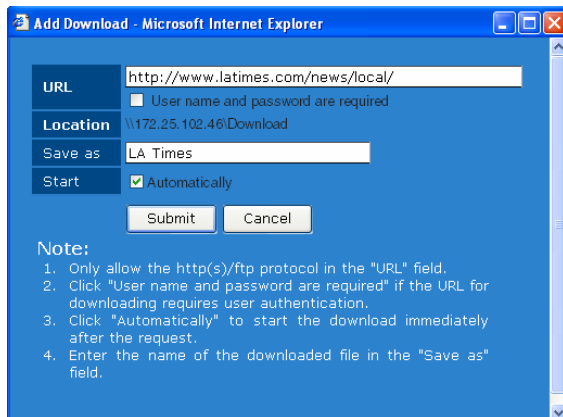 Add Download - Microsoft Internet Explorer
URL
http://www.latimes.com/news/local/
User name and password are required
Location
\\172.25.102.46\Download
Save as
LA Times
Start
Automatically
Submit
Cancel
Note:
1. Only allow the http(s)/ftp protocol in the "URL" field.
2. Click "User name and password are required" if the URL for
downloading requires user authentication.
3. Click "Automatically" to start the download immediately
after the request.
4. Enter the name of the downloaded file in the "Save as"
field.